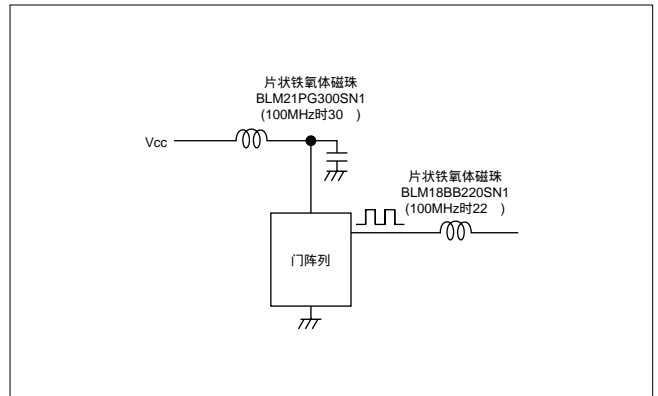 片状铁氧体磁珠
BLM21PG300SN1
(100MHz时30 )
Vcc
片状铁氧体磁珠
BLM18BB220SN1
(100MHz时22 )
门阵列